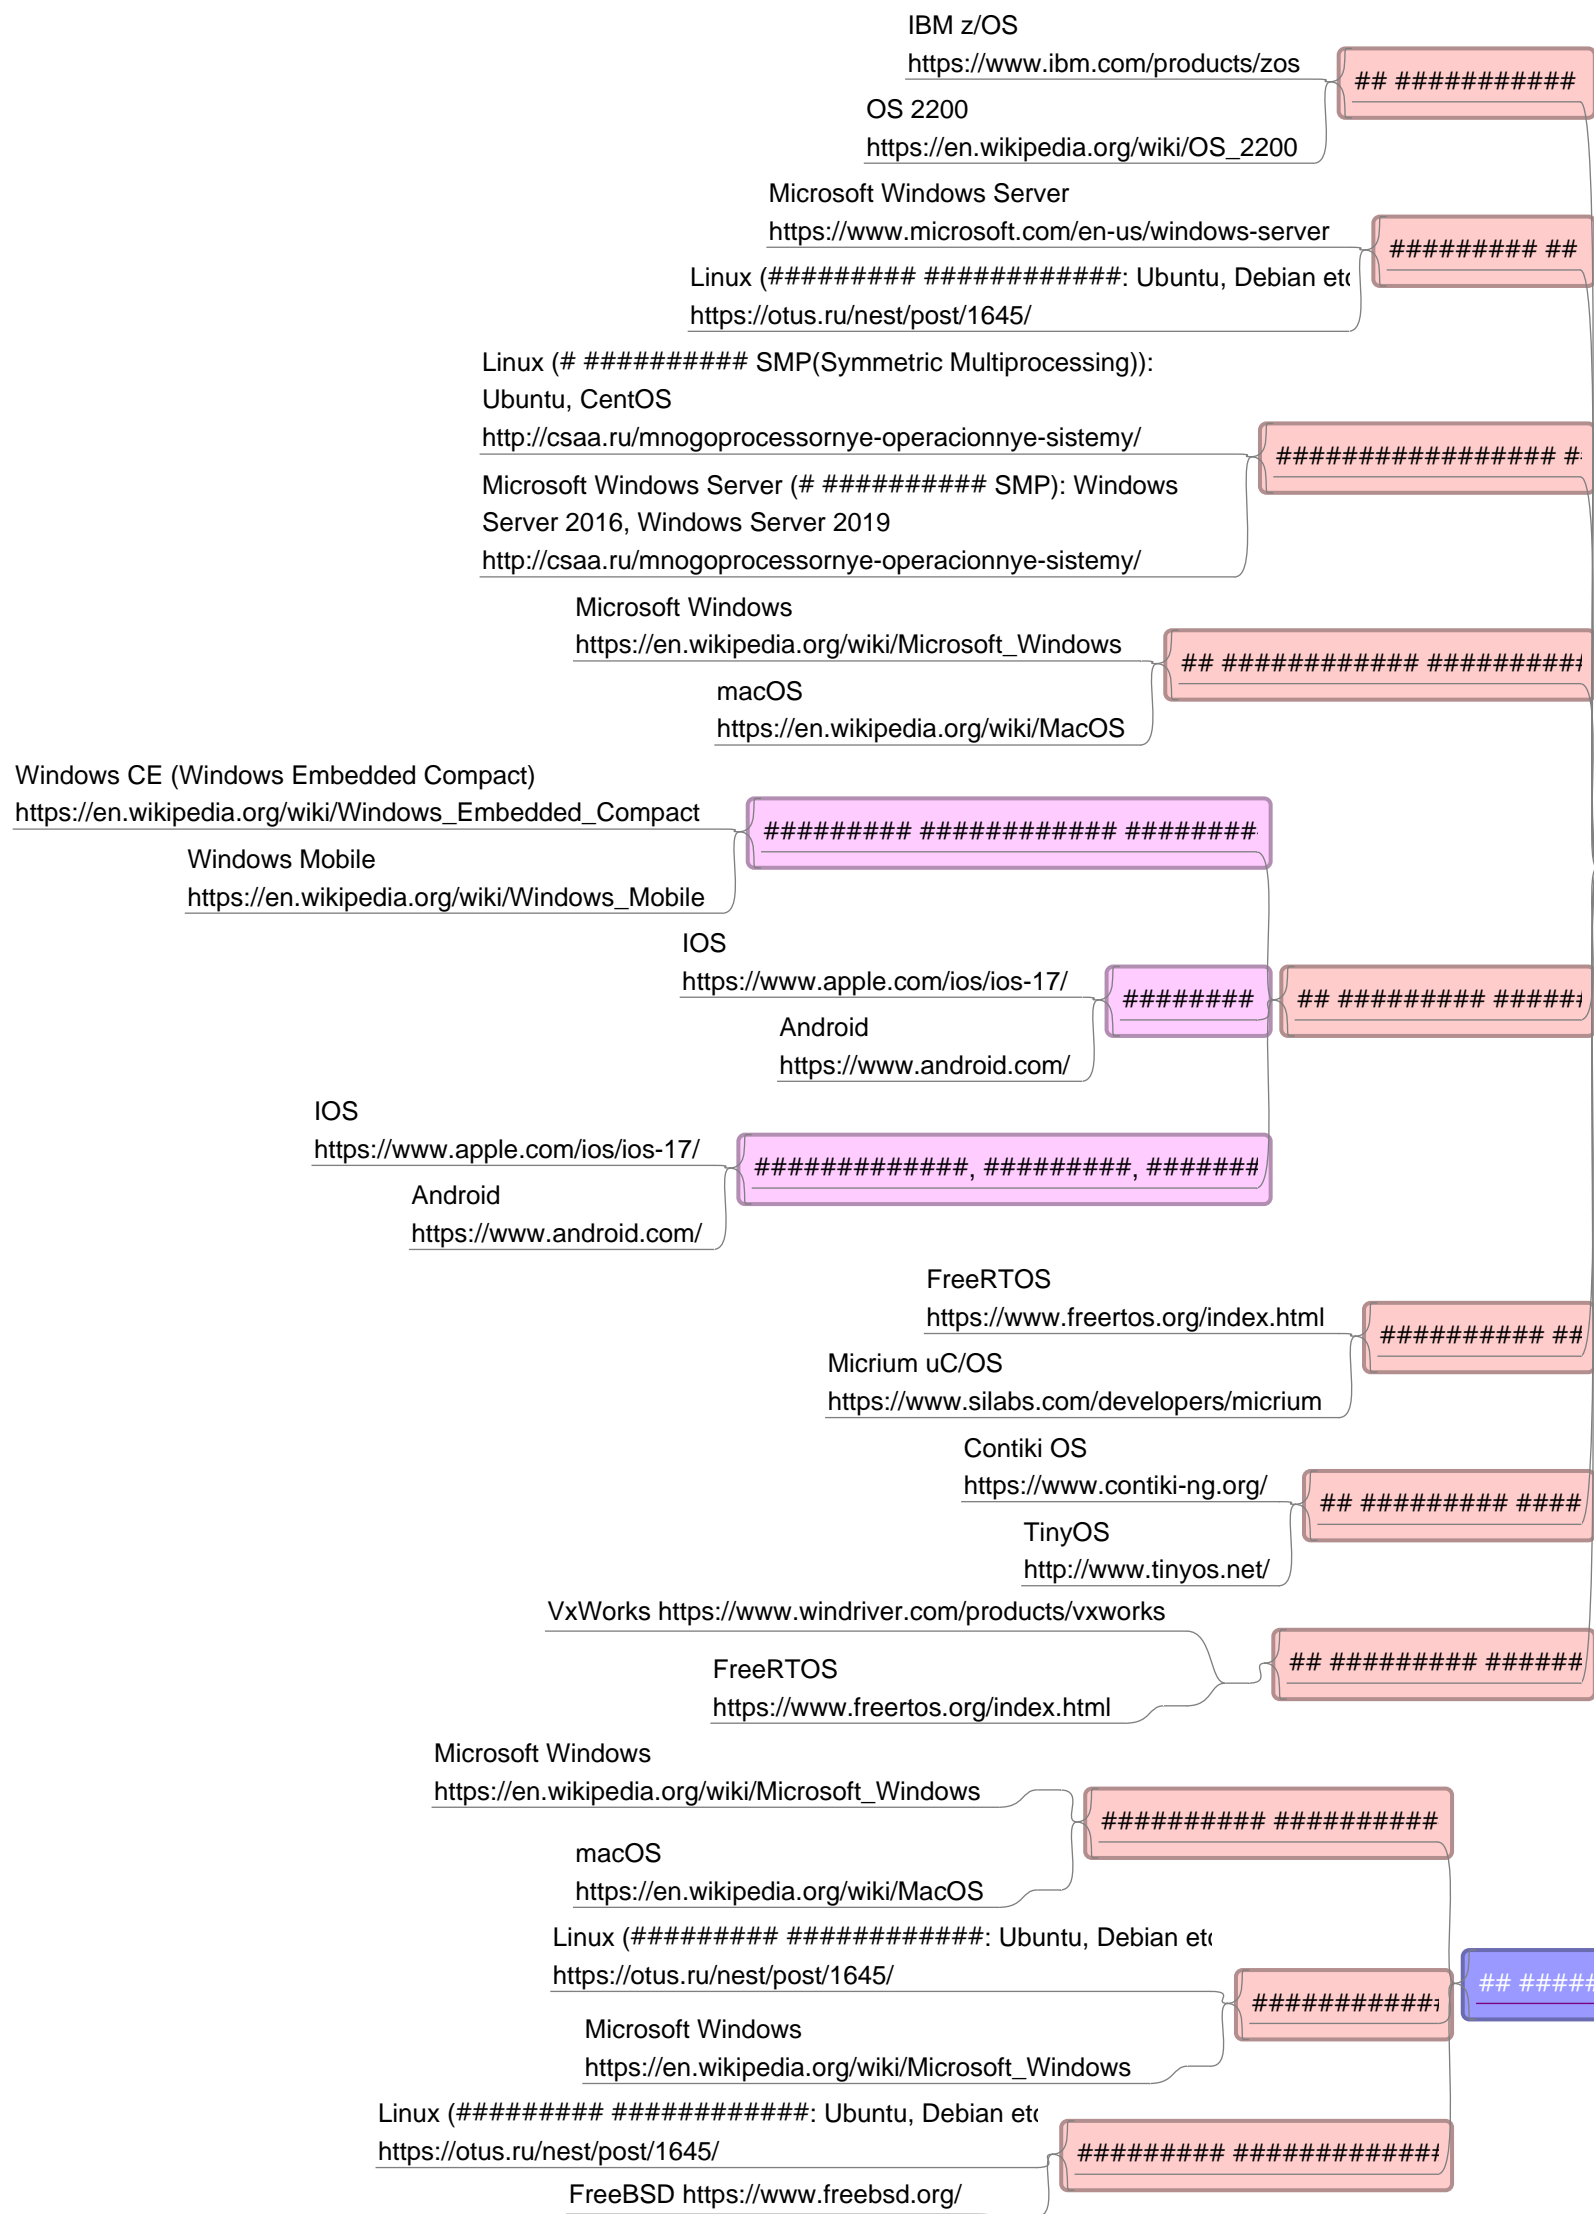 IBM z/OS
https://www.ibm.com/products/zos
## ###########
OS 2200
https://en.wikipedia.org/wiki/OS_2200
Microsoft Windows Server
https://www.microsoft.com/en-us/windows-server
######### ##
Linux (######### ############: Ubuntu, Debian etc
https://otus.ru/nest/post/1645/
Linux (# ########## SMP(Symmetric Multiprocessing)):
Ubuntu, CentOS
http://csaa.ru/mnogoprocessornye-operacionnye-sistemy/
################# #
Microsoft Windows Server (# ########## SMP): Windows
Server 2016, Windows Server 2019
http://csaa.ru/mnogoprocessornye-operacionnye-sistemy/
Microsoft Windows
https://en.wikipedia.org/wiki/Microsoft_Windows
## ############ ##########
macOS
https://en.wikipedia.org/wiki/MacOS
Windows CE (Windows Embedded Compact)
https://en.wikipedia.org/wiki/Windows_Embedded_Compact
######### ############ ########
Windows Mobile
https://en.wikipedia.org/wiki/Windows_Mobile
IOS
https://www.apple.com/ios/ios-17/
########
## ######### ######
Android
https://www.android.com/
IOS
https://www.apple.com/ios/ios-17/
#############, #########, #######
Android
https://www.android.com/
FreeRTOS
https://www.freertos.org/index.html
########## ##
Micrium uC/OS
https://www.silabs.com/developers/micrium
Contiki OS
https://www.contiki-ng.org/
## ######### ####
TinyOS
http://www.tinyos.net/
VxWorks https://www.windriver.com/products/vxworks
## ######### ######
FreeRTOS
https://www.freertos.org/index.html
Microsoft Windows
https://en.wikipedia.org/wiki/Microsoft_Windows
########## ##########
macOS
https://en.wikipedia.org/wiki/MacOS
Linux (######### ############: Ubuntu, Debian etc
https://otus.ru/nest/post/1645/
###########
## #####
Microsoft Windows
https://en.wikipedia.org/wiki/Microsoft_Windows
Linux (######### ############: Ubuntu, Debian etc
https://otus.ru/nest/post/1645/
######### ############
FreeBSD https://www.freebsd.org/